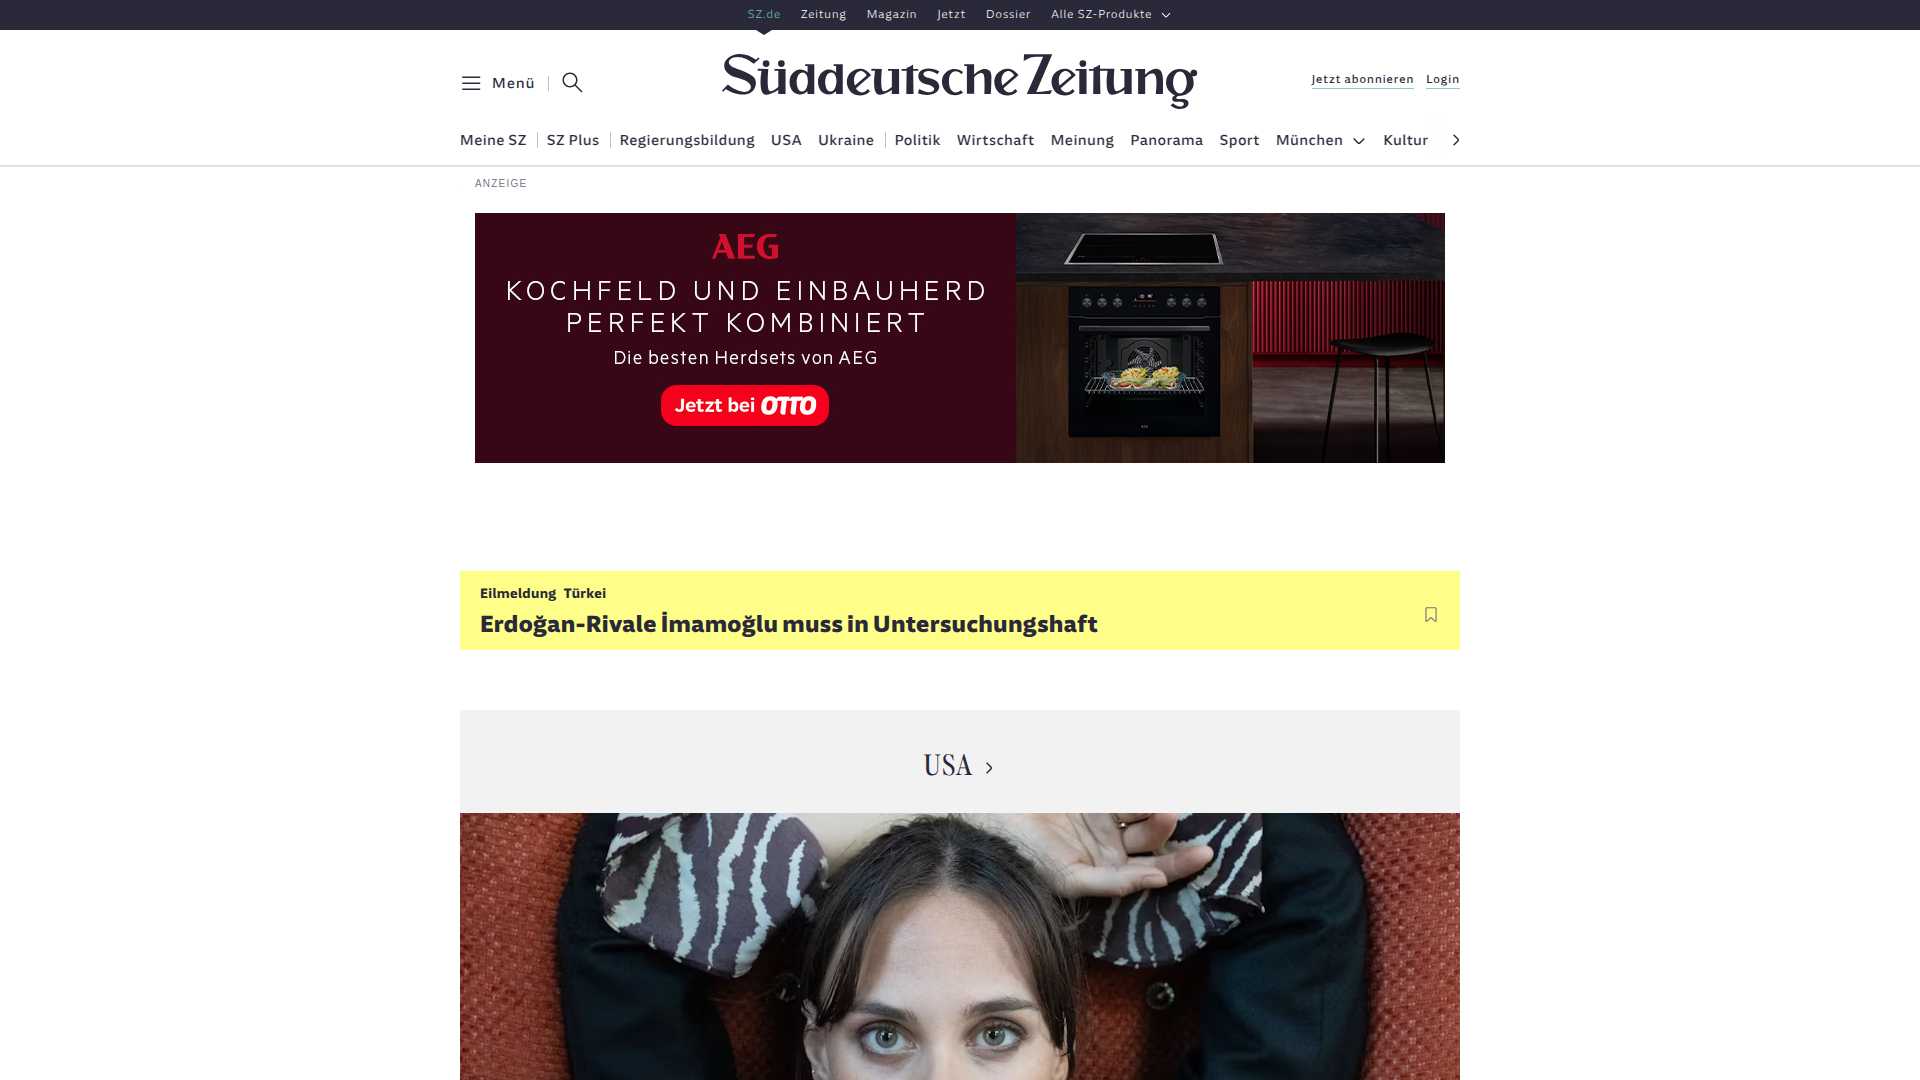 SZ.de Zeitung Magazin Jetzt Dossier Alle SZ-Produkte
Menü
Süddeutsche Zeitung
Jetzt abonnieren Login
Meine SZ SZ Plus Regierungsbildung USA Ukraine Politik Wirtschaft Meinung Panorama Sport München Kultur
ANZEIGE
AEG
KOCHFELD UND EINBAUHERD
PERFEKT KOMBINIERT
Die besten Herdsets von AEG
Jetzt bei OTTO
Eilmeldung Türkei
Erdoğan-Rivale İmamoğlu muss in Untersuchungshaft
USA